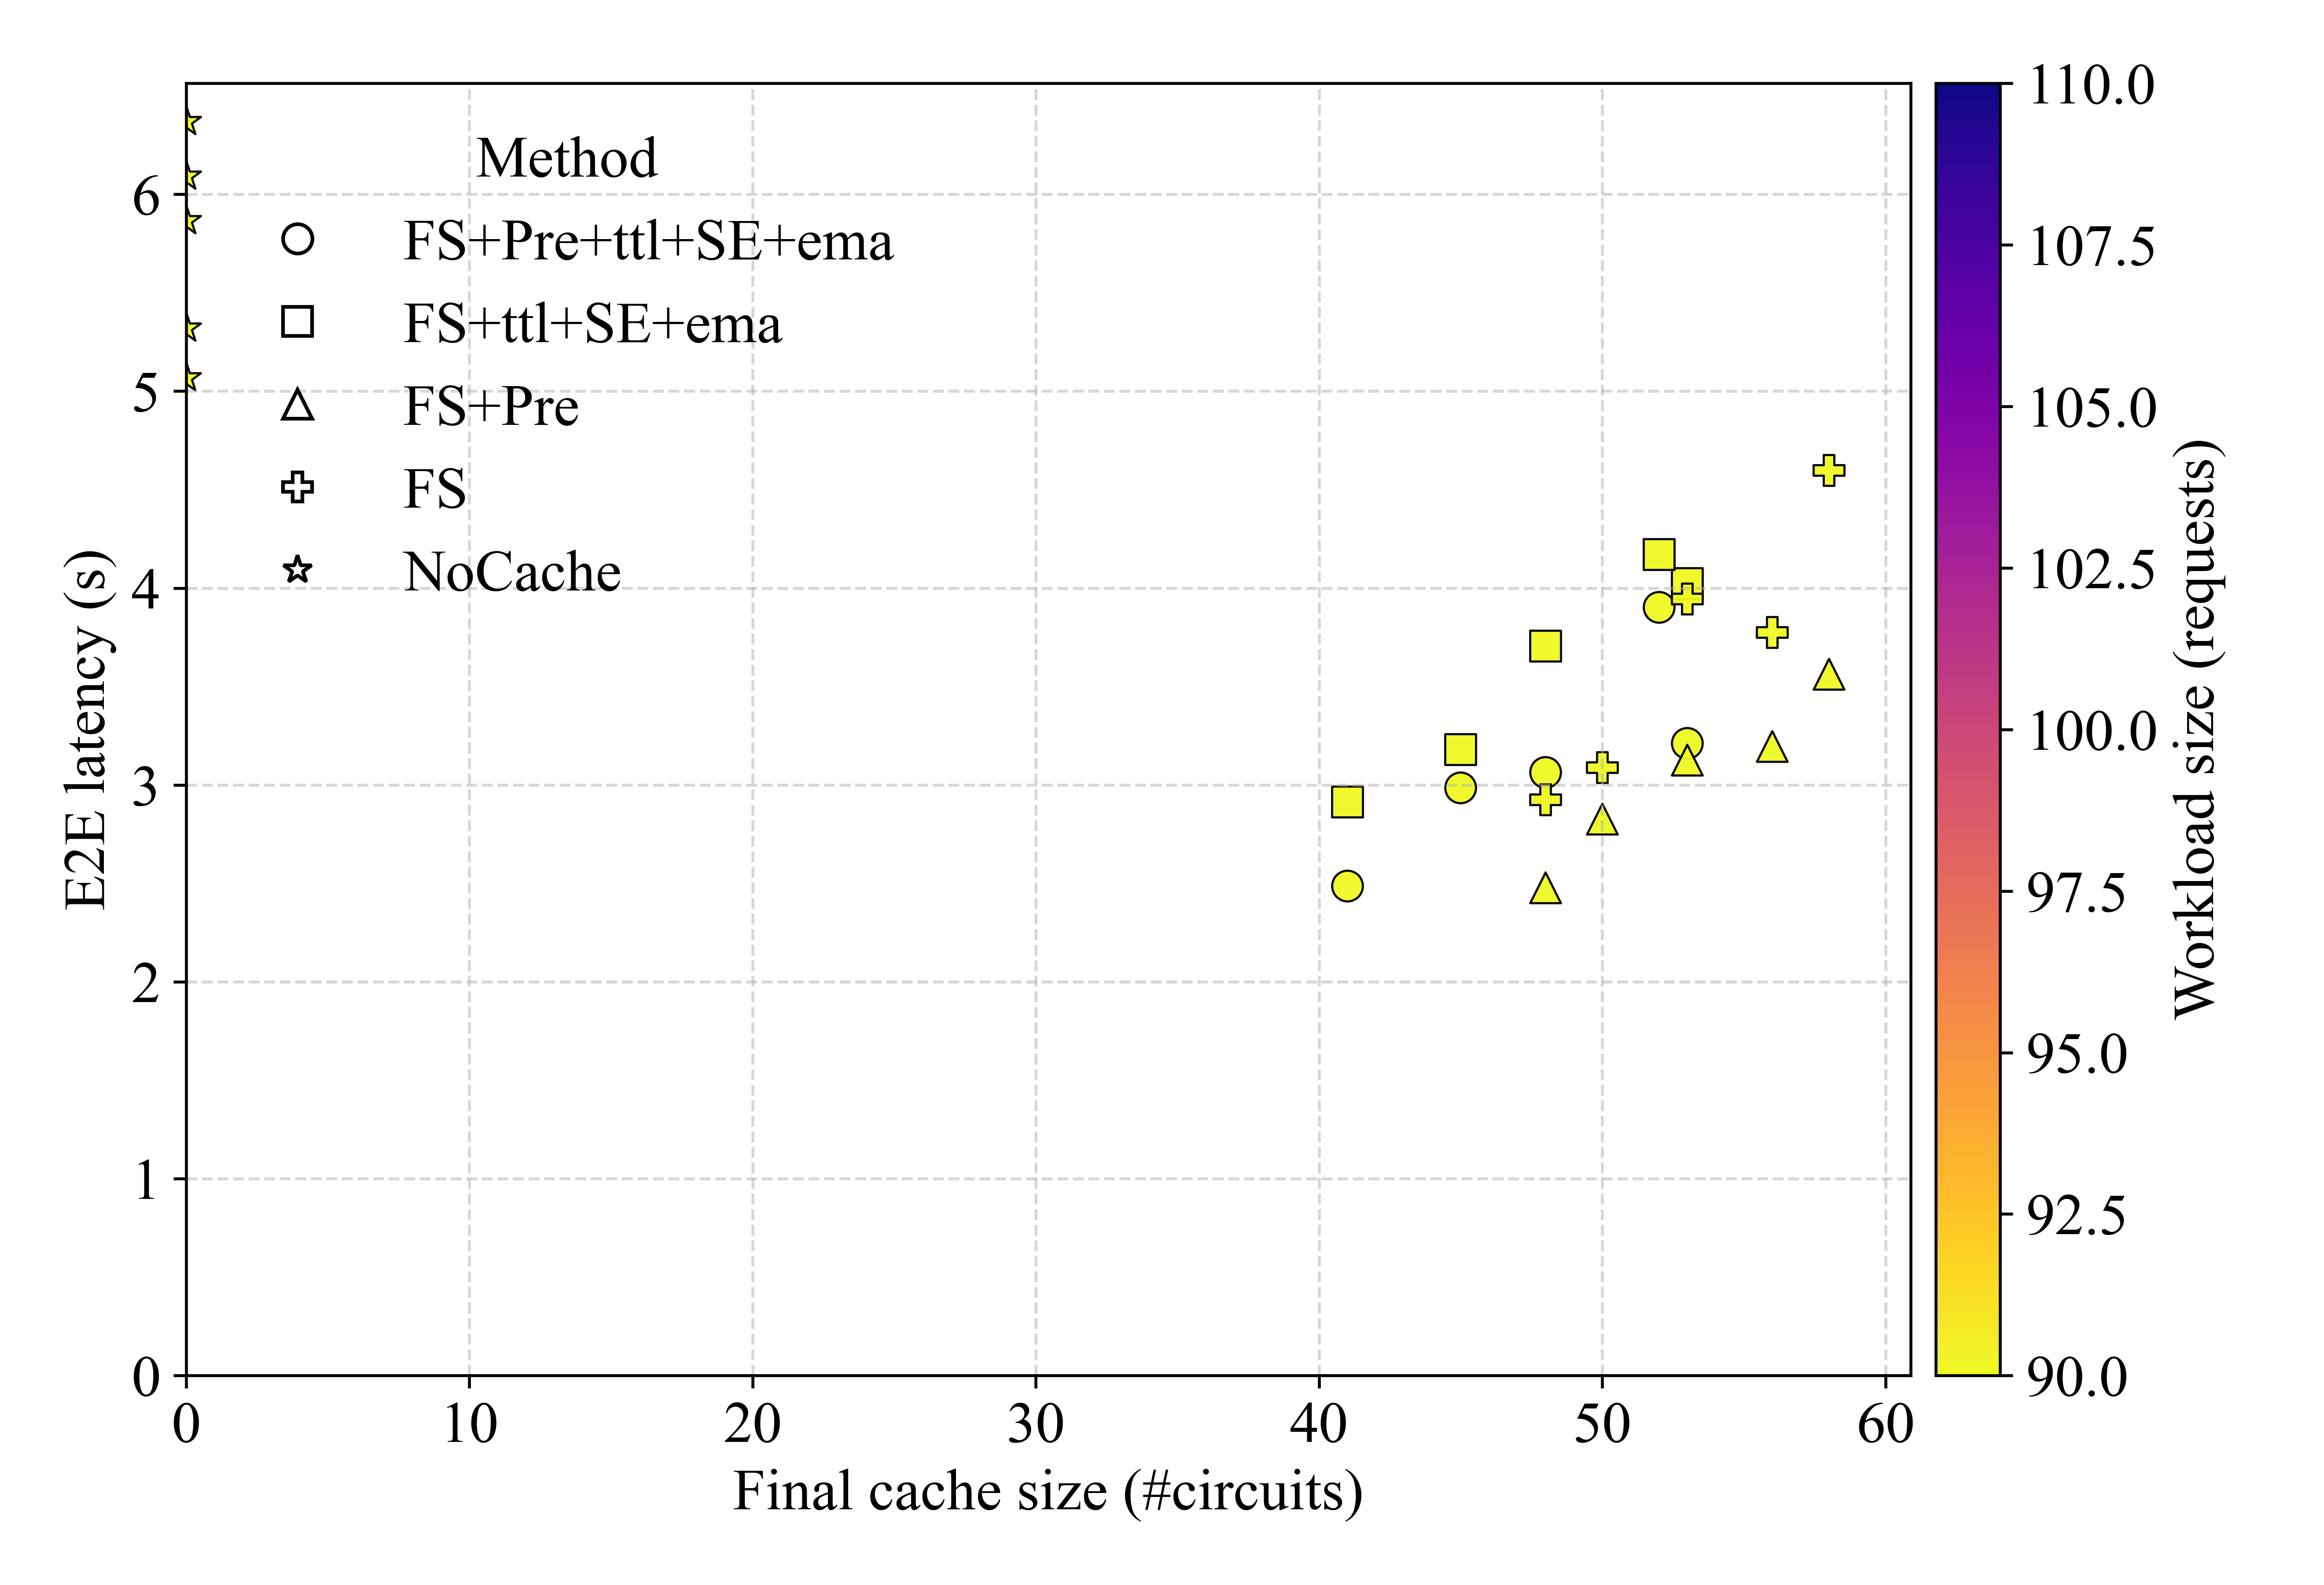 Method
FS+Pre+ttl+SE+ema
FS+ttl+SE+ema
FS+Pre
FS
NoCache
E2E latency (s)
6
5
4
3
2
1
0
0 10 20 30 40 50 60
Final cache size (#circuits)
110.0
107.5
105.0
102.5
100.0
97.5
95.0
92.5
90.0
Workload size (requests)